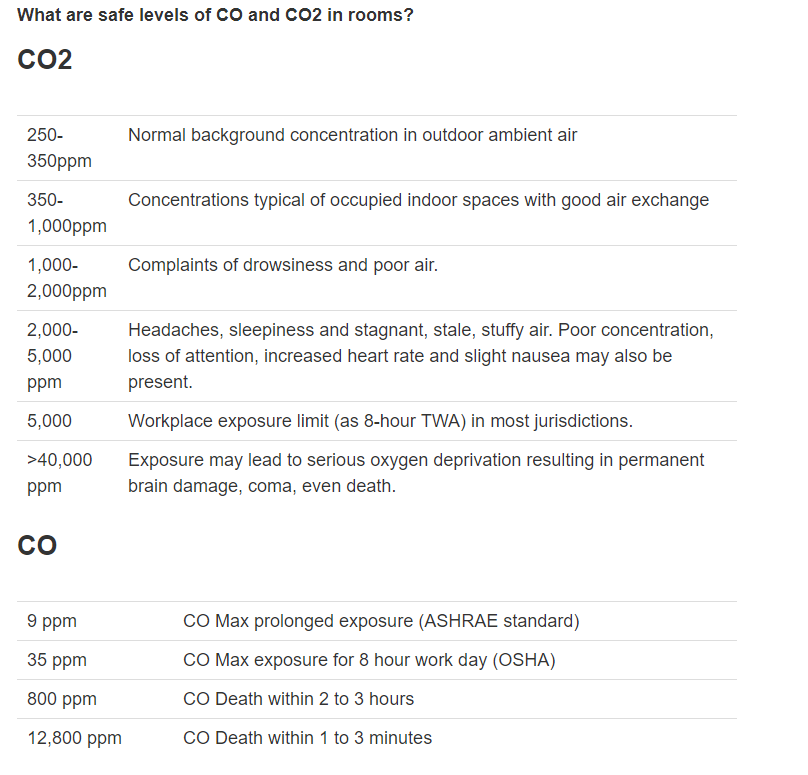 What are safe levels of CO and CO2 in rooms?
CO2
250-
350ppm
Normal background concentration in outdoor ambient air
350-
1,000ppm
Concentrations typical of occupied indoor spaces with good air exchange
1,000-
2,000ppm
Complaints of drowsiness and poor air.
2,000-
5,000
ppm
Headaches, sleepiness and stagnant, stale, stuffy air. Poor concentration,
loss of attention, increased heart rate and slight nausea may also be
present.
5,000
Workplace exposure limit (as 8-hour TWA) in most jurisdictions.
>40,000
ppm
Exposure may lead to serious oxygen deprivation resulting in permanent
brain damage, coma, even death.
CO
9 ppm
CO Max prolonged exposure (ASHRAE standard)
35 ppm
CO Max exposure for 8 hour work day (OSHA)
800 ppm
CO Death within 2 to 3 hours
12,800 ppm
CO Death within 1 to 3 minutes